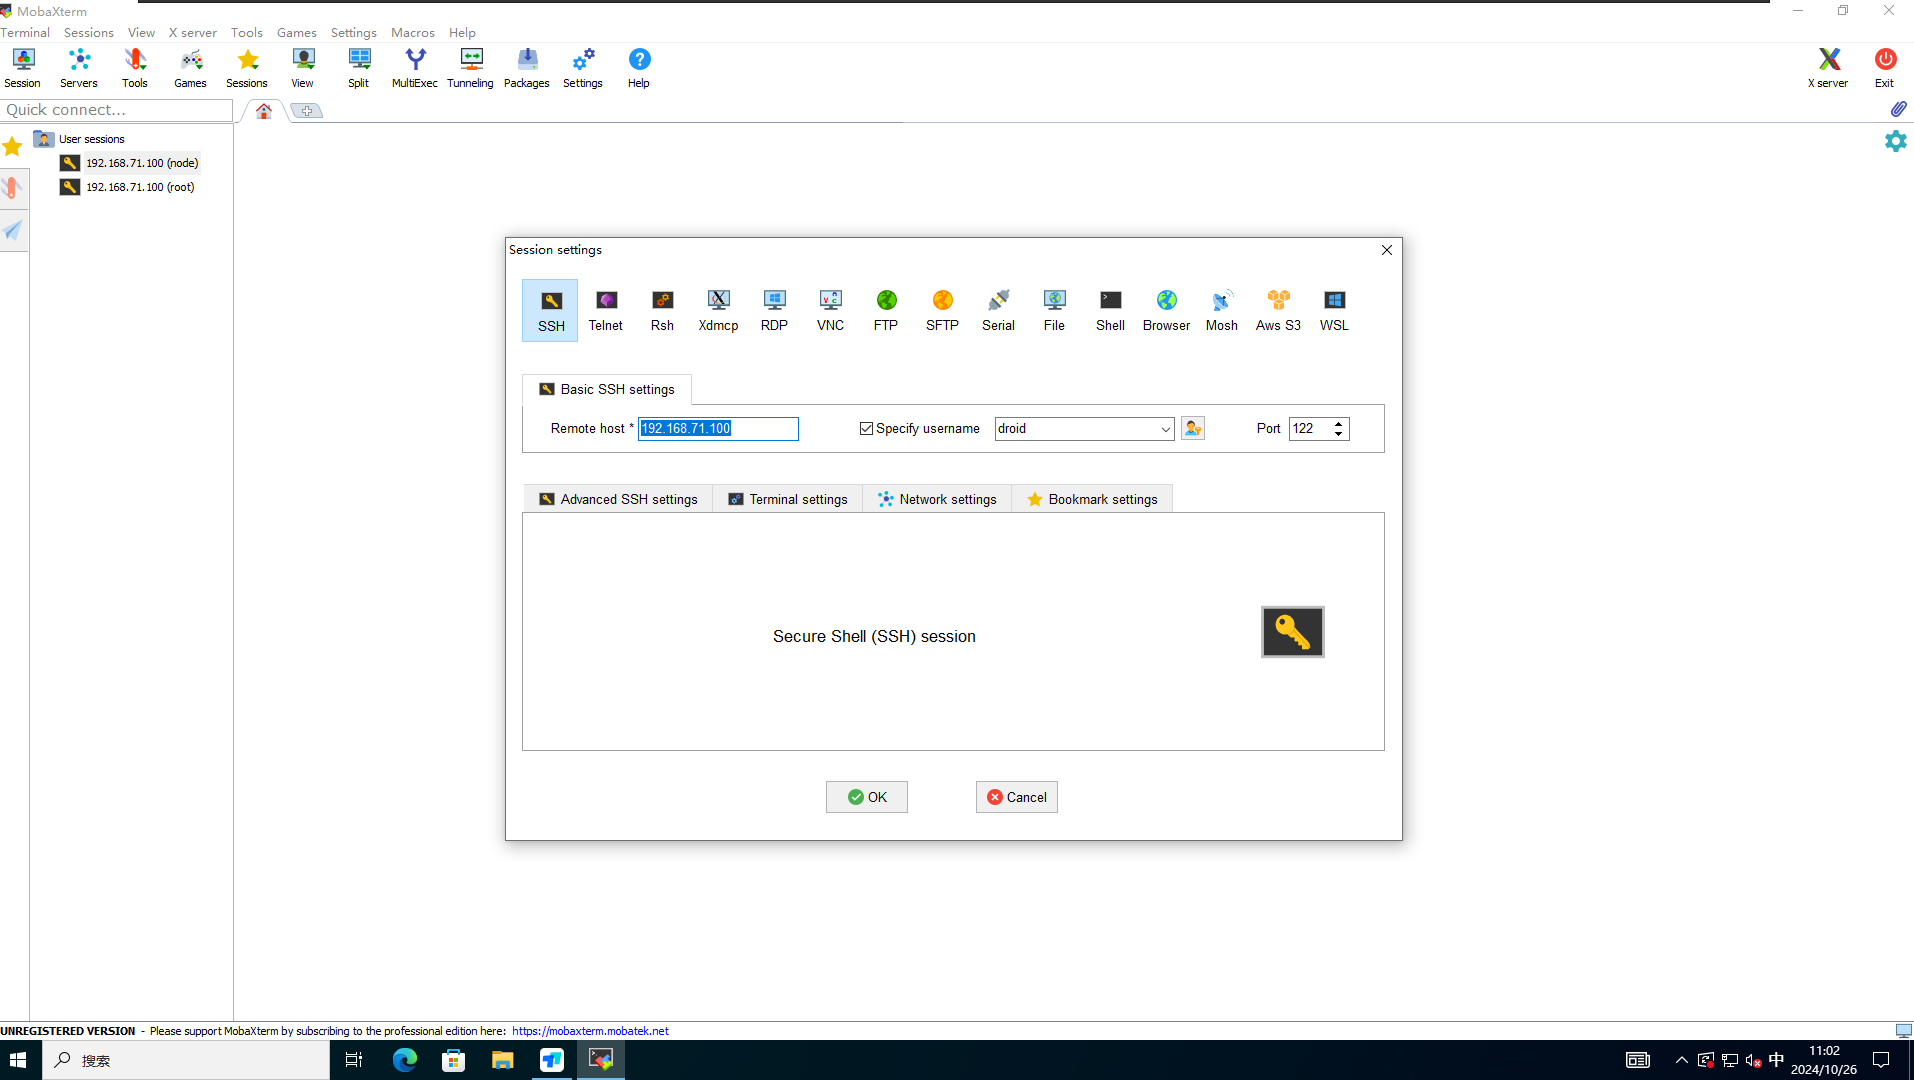 MobaXterm
Terminal Sessions View X server Tools Games Settings Macros Help
Session Servers Tools Games Sessions View Split MultiExec Tunneling Packages Settings Help X server Exit
Quick connect...
User sessions
192.168.71.100 (node)
192.168.71.100 (root)
Session settings
SSH Telnet Rsh Xdmcp RDP VNC FTP SFTP Serial File Shell Browser Mosh Aws S3 WSL
Basic SSH settings
Remote host * 192.168.71.100 Specify username droid Port 122
Advanced SSH settings Terminal settings Network settings Bookmark settings
Secure Shell (SSH) session
OK Cancel
UNREGISTERED VERSION - Please support MobaXterm by subscribing to the professional edition here: https://mobaxterm.mobatek.net
搜索
中
11:02
2024/10/26